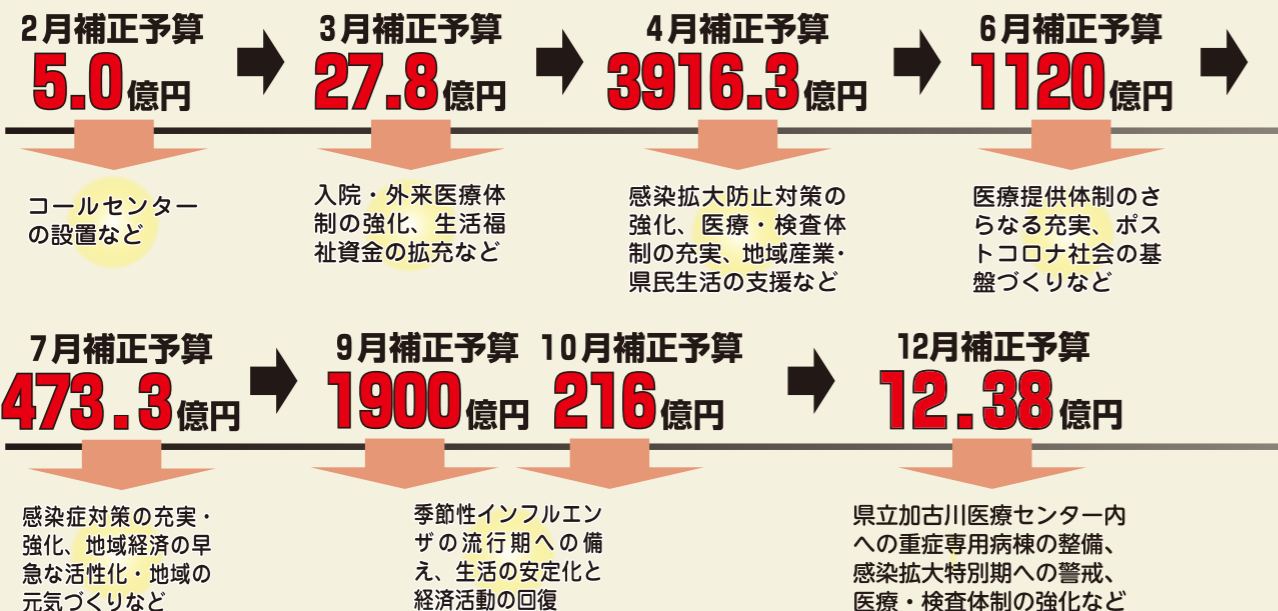 2月補正予算
5.0億円
3月補正予算
27.8億円
4月補正予算
3916.3億円
6月補正予算
1120億円
コールセンター
の設置など
入院・外来医療体
制の強化、生活福
祉資金の拡充など
感染拡大防止対策の
強化、医療・検査体
制の充実、地域産業・
県民生活の支援など
医療提供体制のさ
らなる充実、ポス
トコロナ社会の基
盤づくりなど
7月補正予算
473.3億円
9月補正予算
1900億円
10月補正予算
216億円
12月補正予算
12.38億円
感染症対策の充実・
強化、地域経済の早
急な活性化・地域の
元気づくりなど
季節性インフルエン
ザの流行期への備
え、生活の安定化と
経済活動の回復
県立加古川医療センター内
への重症専用病棟の整備、
感染拡大特別期への警戒、
医療・検査体制の強化など